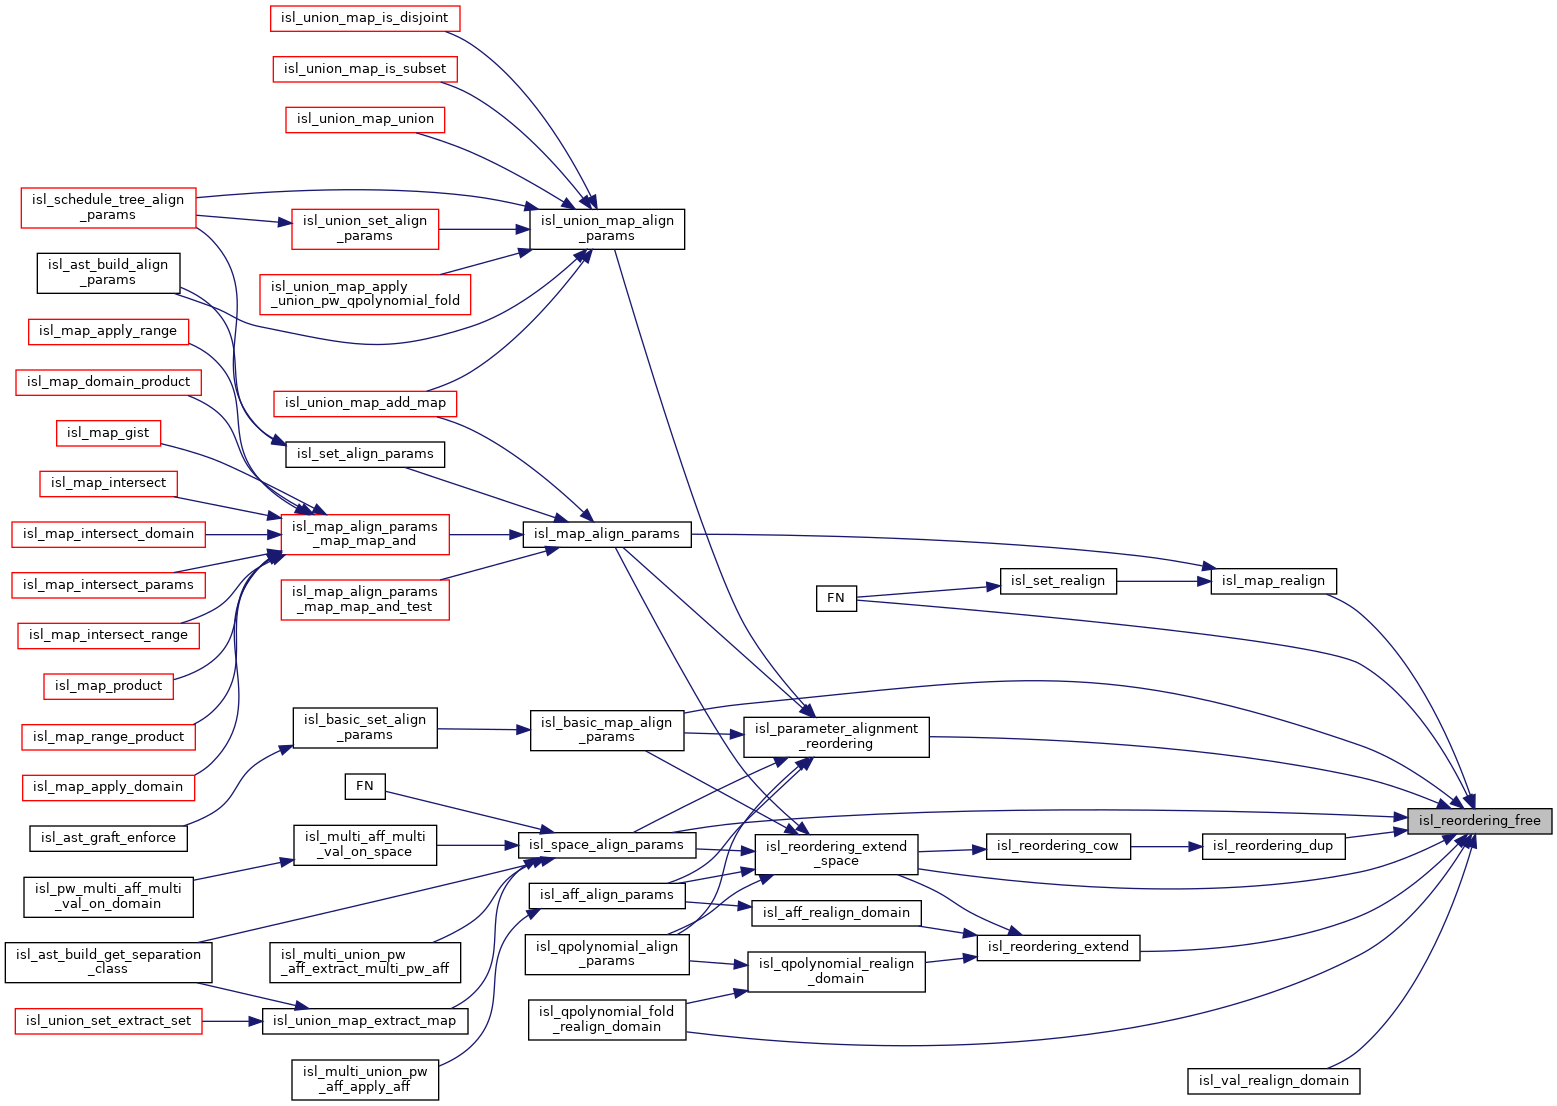 isl_union_map_is_disjoint
isl_union_map_is_subset
isl_union_map_union
isl_schedule_tree_align
_params
isl_union_set_align
_params
isl_union_map_align
_params
isl_ast_build_align
_params
isl_union_map_apply
_union_pw_qpolynomial_fold
isl_map_apply_range
isl_map_domain_product
isl_union_map_add_map
isl_map_gist
isl_set_align_params
isl_map_intersect
isl_map_intersect_domain
isl_map_align_params
_map_map_and
isl_map_align_params
isl_map_intersect_params
isl_map_align_params
_map_map_and_test
FN
isl_set_realign
isl_map_realign
isl_map_intersect_range
isl_map_product
isl_map_range_product
isl_basic_set_align
_params
isl_basic_map_align
_params
isl_parameter_alignment
_reordering
isl_map_apply_domain
FN
isl_reordering_free
isl_ast_graft_enforce
isl_multi_aff_multi
_val_on_space
isl_space_align_params
isl_reordering_extend
_space
isl_reordering_cow
isl_reordering_dup
isl_pw_multi_aff_multi
_val_on_domain
isl_aff_align_params
isl_aff_realign_domain
isl_ast_build_get_separation
_class
isl_multi_union_pw
_aff_extract_multi_pw_aff
isl_qpolynomial_align
_params
isl_qpolynomial_realign
_domain
isl_reordering_extend
isl_union_set_extract_set
isl_union_map_extract_map
isl_qpolynomial_fold
_realign_domain
isl_multi_union_pw
_aff_apply_aff
isl_val_realign_domain